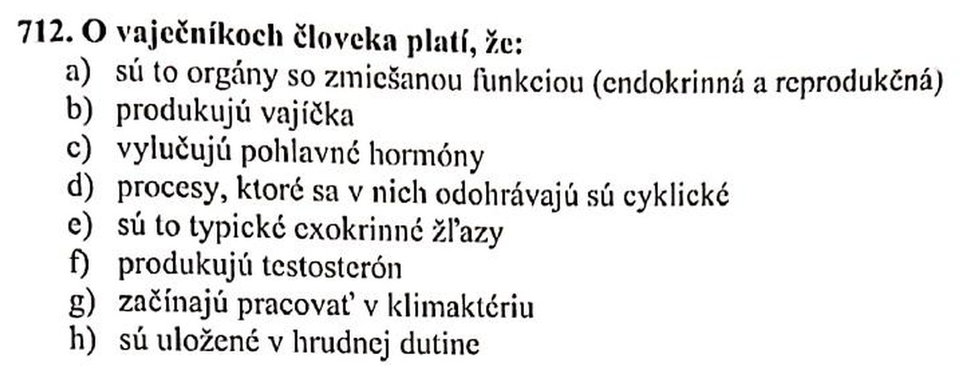 712. O vaječníkoch človeka platí, že:
a) sú to orgány so zmiešanou funkciou (endokrinná a reprodukčná)
b) produkujú vajíčka
c) vylučujú pohlavné hormóny
d) procesy, ktoré sa v nich odohrávajú sú cyklické
e) sú to typické exokrinné žľazy
f) produkujú testosterón
g) začínajú pracovať v klimaktériu
h) sú uložené v hrudnej dutine